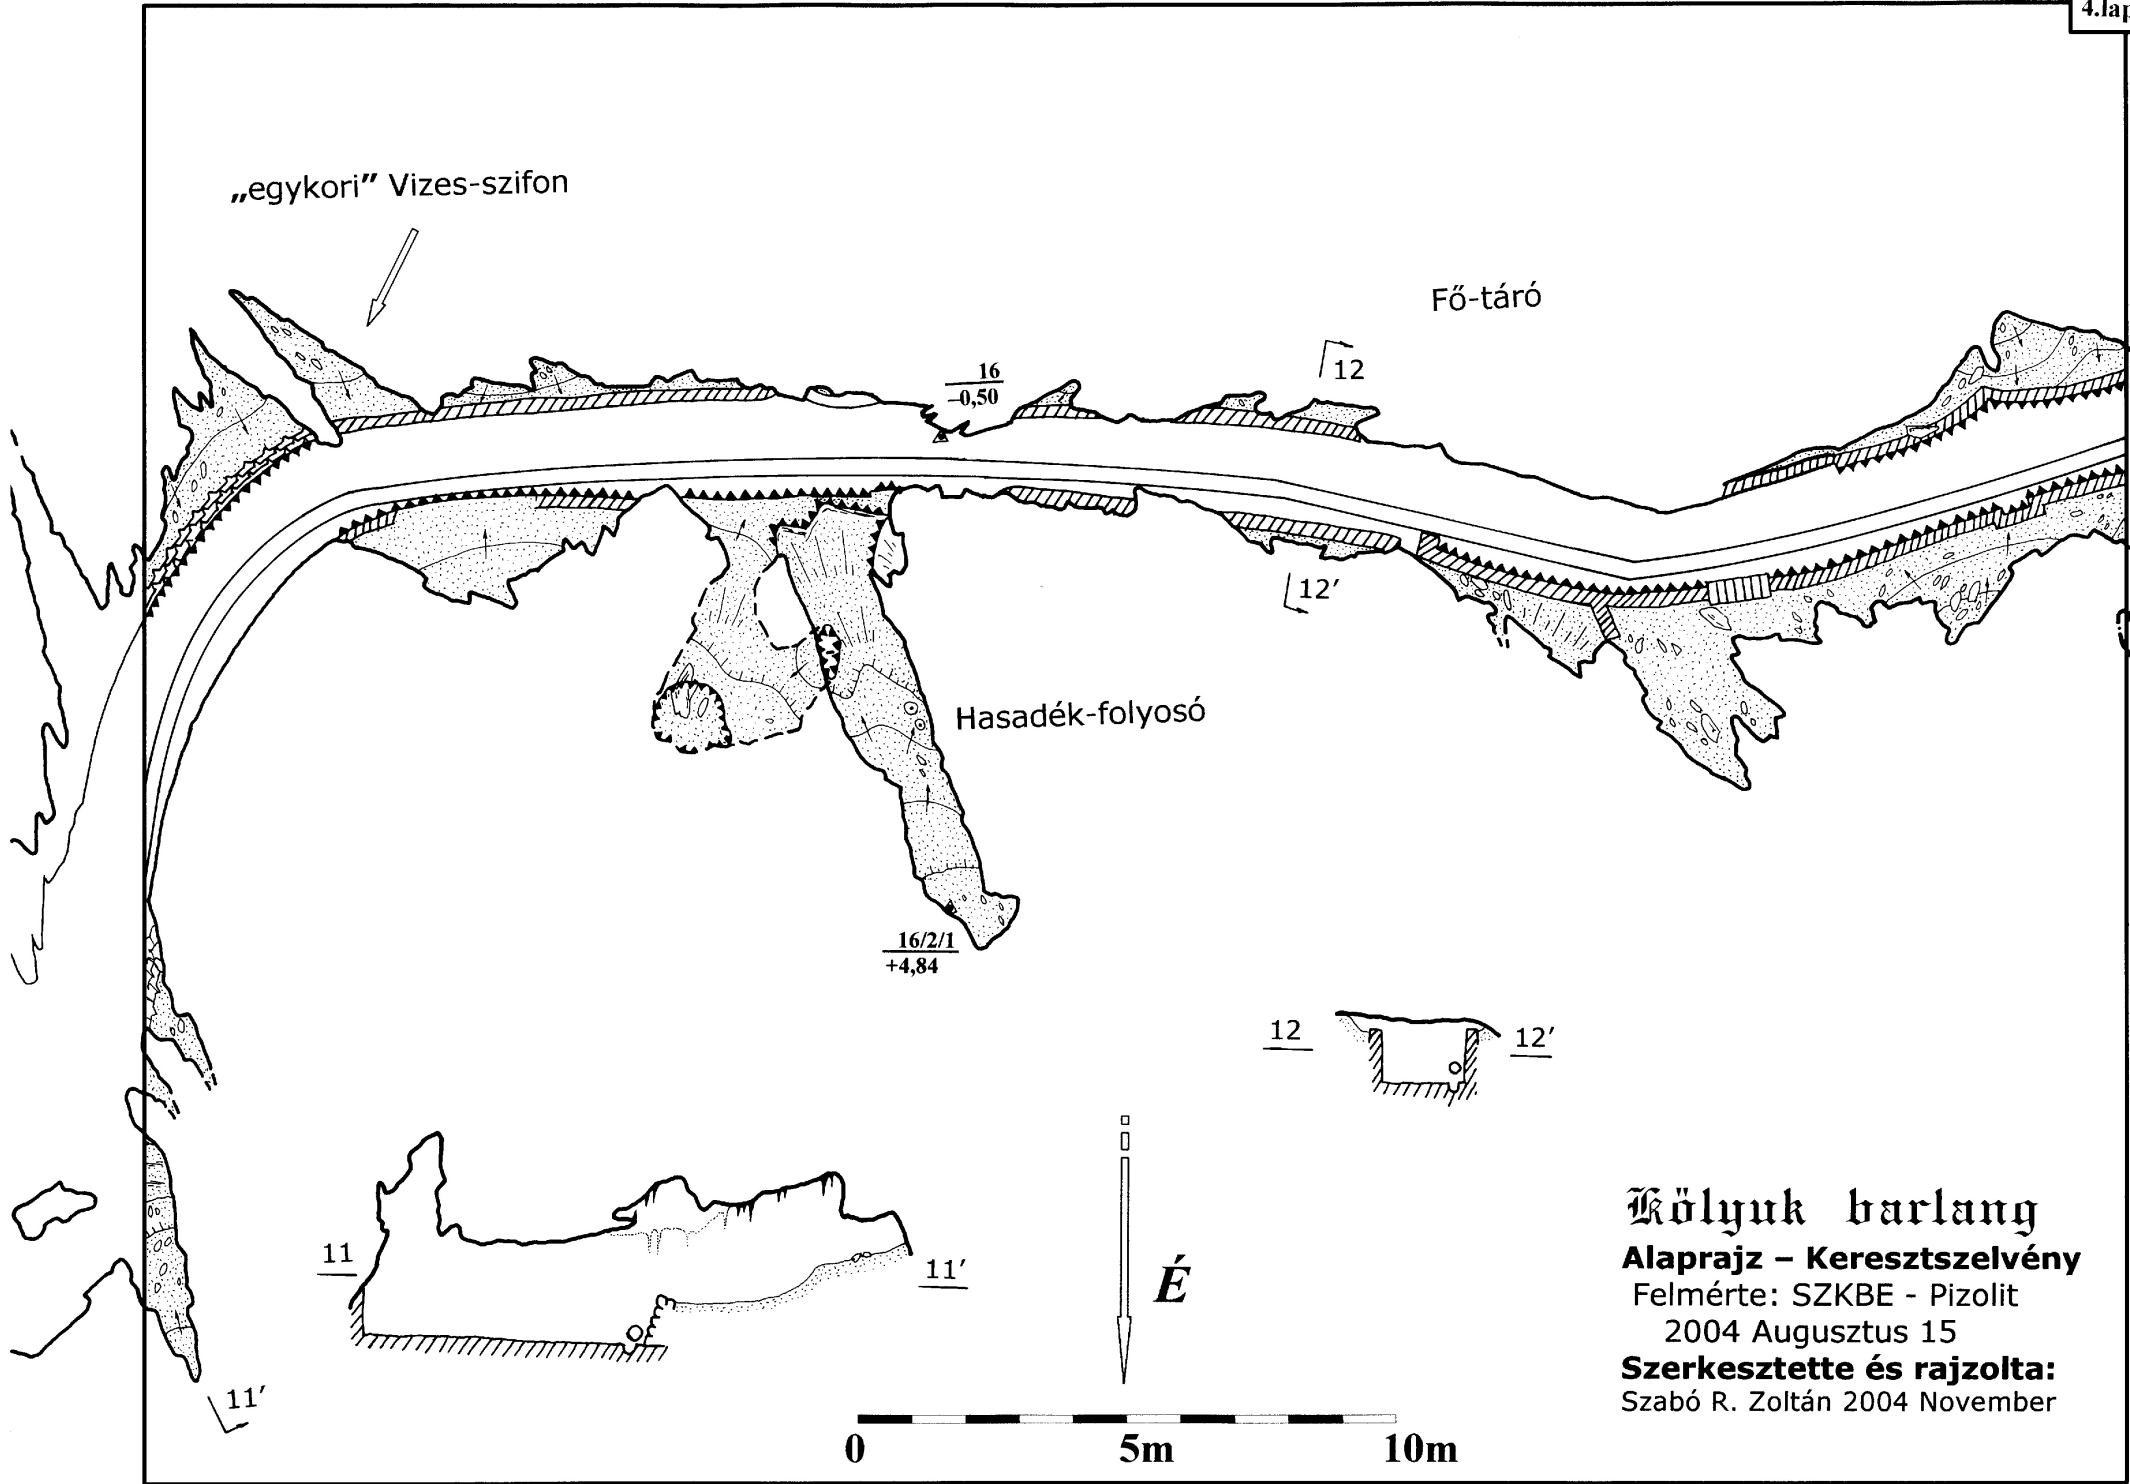 4.lap
„egykori” Vizes-szifon
Fő-táró
16
–0,50
12
12′
Hasadék-folyosó
16/2/1
+4,84
12
12′
11
11′
11′
É
Kőlyuk barlang
Alaprajz – Keresztszelvény
Felmérte: SZKBE - Pizolit
2004 Augusztus 15
Szerkesztette és rajzolta:
Szabó R. Zoltán 2004 November
0
5m
10m